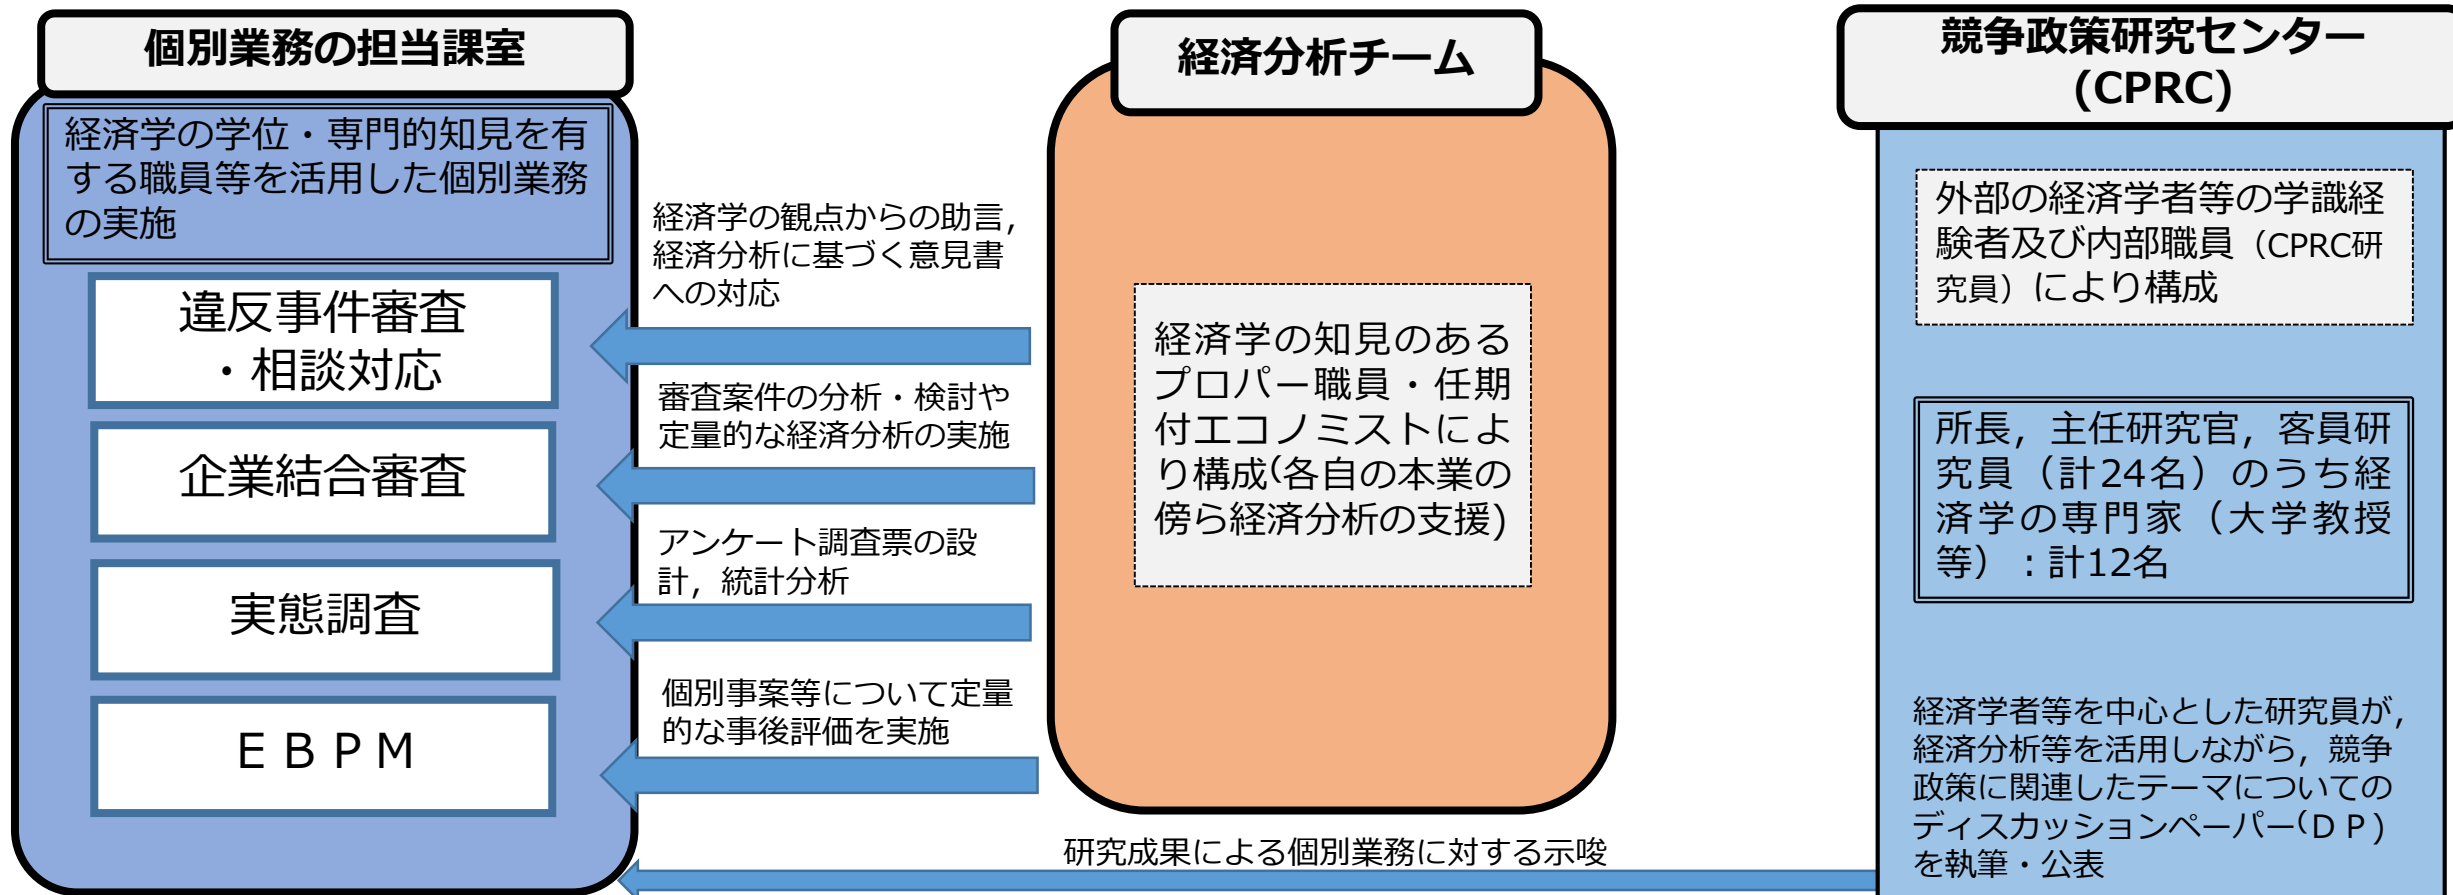 個別業務の担当課室
経済学の学位・専門的知見を有
する職員等を活用した個別業務
の実施
違反事件審査
・相談対応
企業結合審査
実態調査
ＥＢＰＭ
経済学の観点からの助言，
経済分析に基づく意見書
への対応
審査案件の分析・検討や
定量的な経済分析の実施
アンケート調査票の設
計，統計分析
個別事案等について定量
的な事後評価を実施
経済分析チーム
経済学の知見のある
プロパー職員・任期
付エコノミストによ
り構成(各自の本業の
傍ら経済分析の支援)
研究成果による個別業務に対する示唆
競争政策研究センター
(CPRC)
外部の経済学者等の学識経
験者及び内部職員（CPRC研
究員）により構成
所長，主任研究官，客員研
究員（計24名）のうち経
済学の専門家（大学教授
等）：計12名
経済学者等を中心とした研究員が，
経済分析等を活用しながら，競争
政策に関連したテーマについての
ディスカッションペーパー(ＤＰ)
を執筆・公表